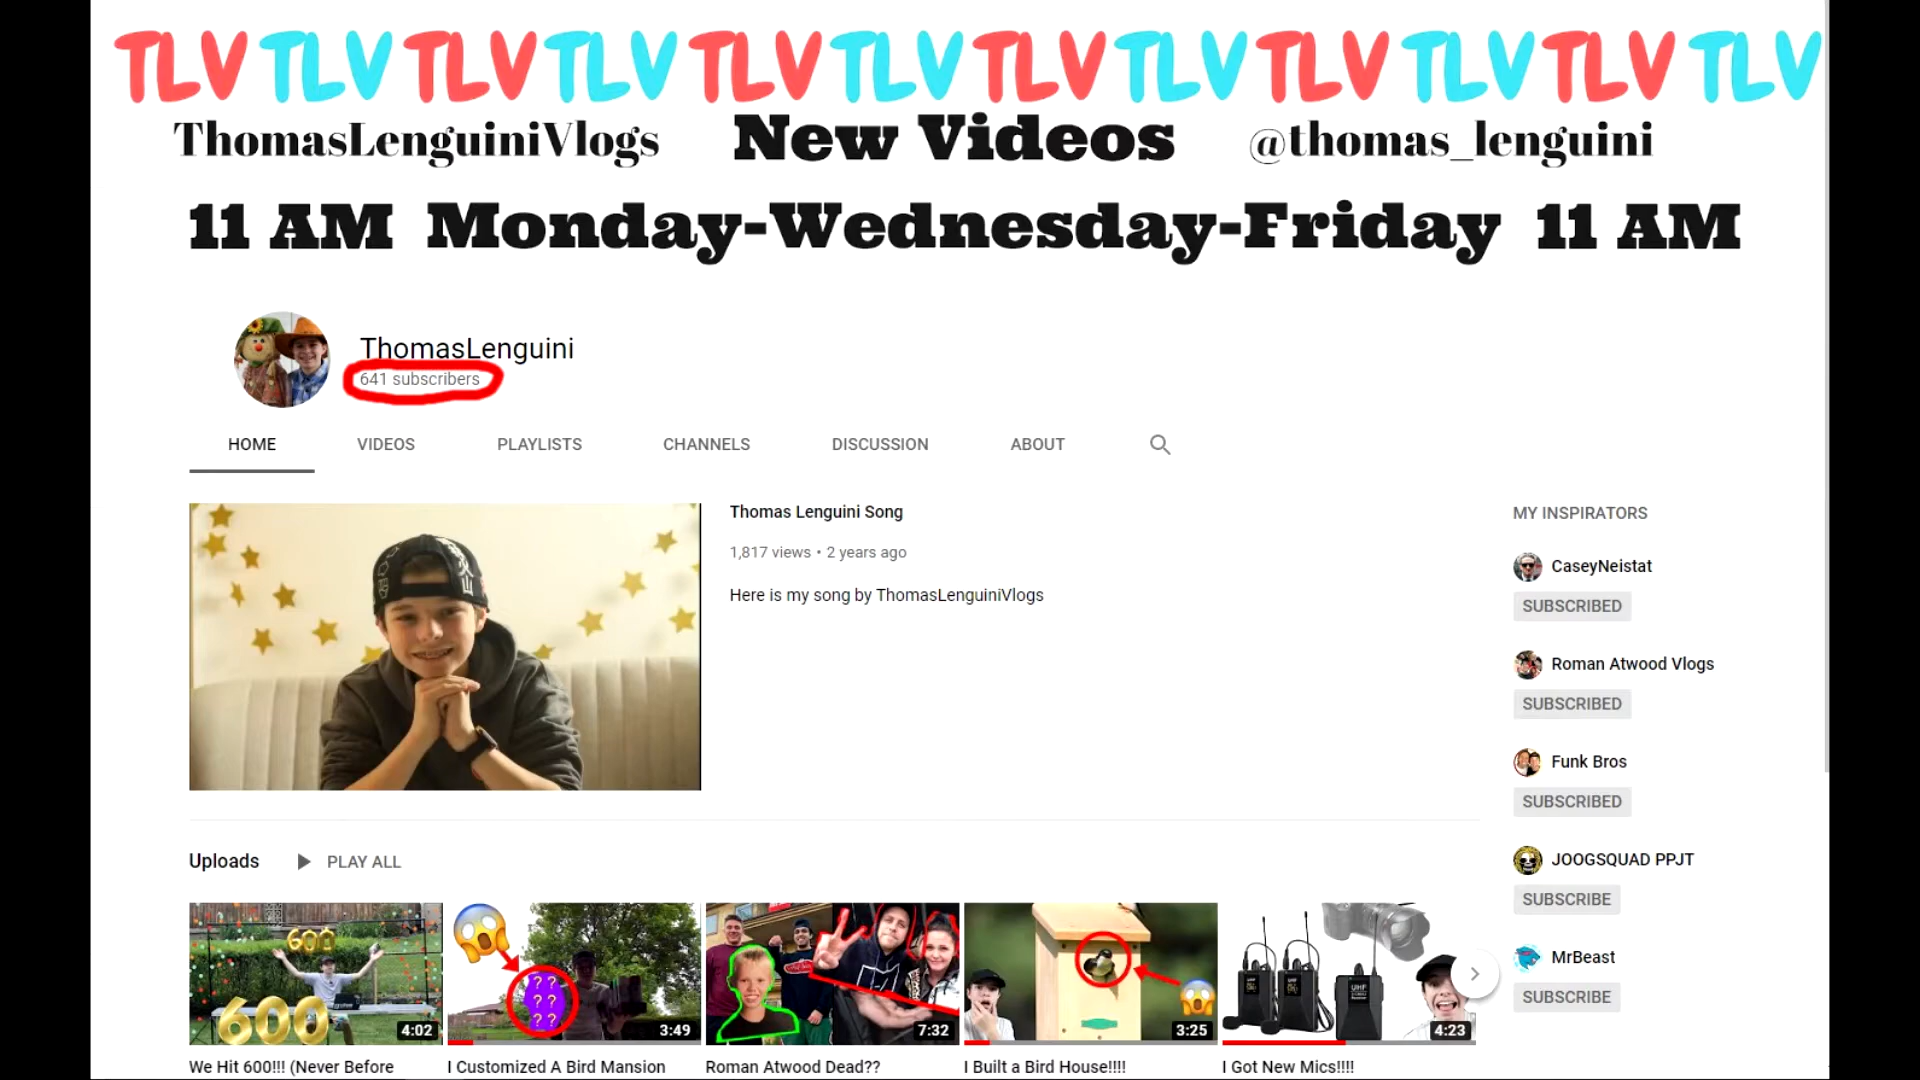 TLV TLV TLV TLV TLV TLV TLV TLV TLV TLV TLV TLV
ThomasLenguiniVlogs New Videos @thomas_lenguini
11 AM Monday-Wednesday-Friday 11 AM
ThomasLenguini
641 subscribers
HOME VIDEOS PLAYLISTS CHANNELS DISCUSSION ABOUT
Thomas Lenguini Song
1,817 views • 2 years ago
Here is my song by ThomasLenguiniVlogs
MY INSPIRATORS
CaseyNeistat
SUBSCRIBED
Roman Atwood Vlogs
SUBSCRIBED
Funk Bros
SUBSCRIBED
JOOGSQUAD PPJT
SUBSCRIBE
MrBeast
SUBSCRIBE
Uploads PLAY ALL
600
600
4:02
? ?
? ?
? ?
3:49
7:32
3:25
UHF
4:23
We Hit 600!!! (Never Before
I Customized A Bird Mansion
Roman Atwood Dead??
I Built a Bird House!!!!
I Got New Mics!!!!